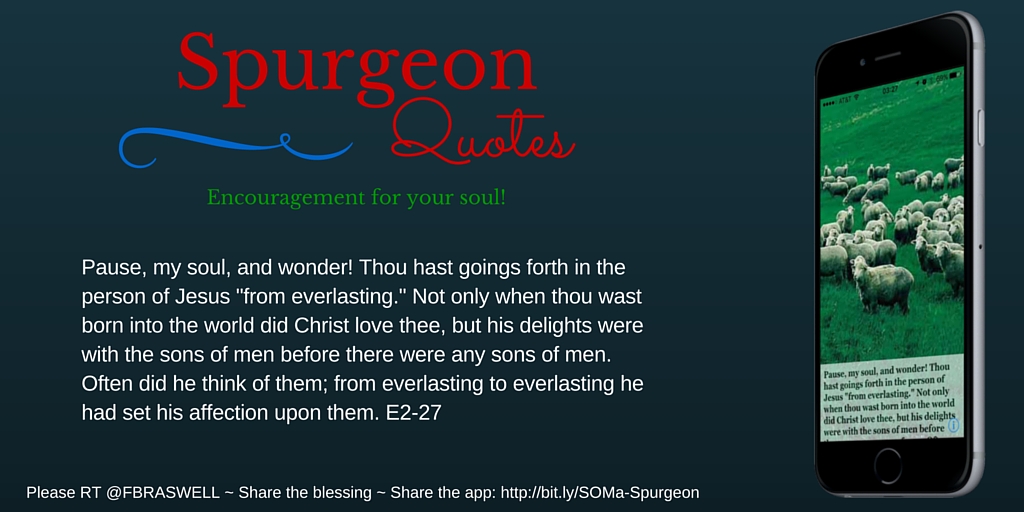 Spurgeon
Quotes
Encouragement for your soul!
Pause, my soul, and wonder! Thou hast goings forth in the
person of Jesus "from everlasting." Not only when thou wast
born into the world did Christ love thee, but his delights were
with the sons of men before there were any sons of men.
Often did he think of them; from everlasting to everlasting he
had set his affection upon them. E2-27
Please RT @FBRASWELL ~ Share the blessing ~ Share the app: http://bit.ly/SOMa-Spurgeon
AT&T 03:27
Pause, my soul, and wonder! Thou
hast goings forth in the person of
Jesus "from everlasting." Not only
when thou wast born into the world
did Christ love thee, but his delights
were with the sons of men before